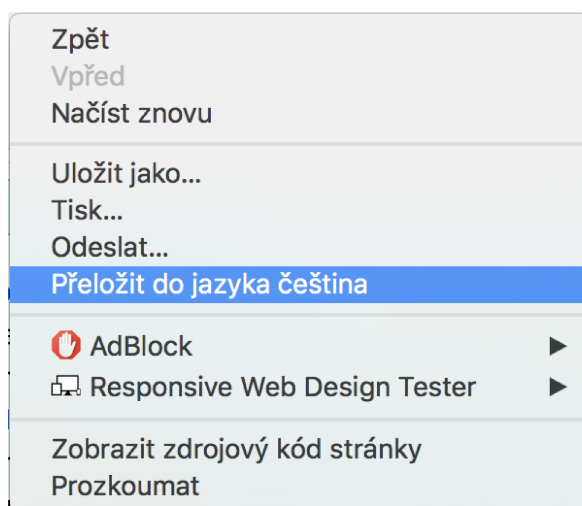 Zpět
Vpřed
Načíst znovu
Uložit jako...
Tisk...
Odeslat...
Přeložit do jazyka čeština
AdBlock
Responsive Web Design Tester
Zobrazit zdrojový kód stránky
Prozkoumat